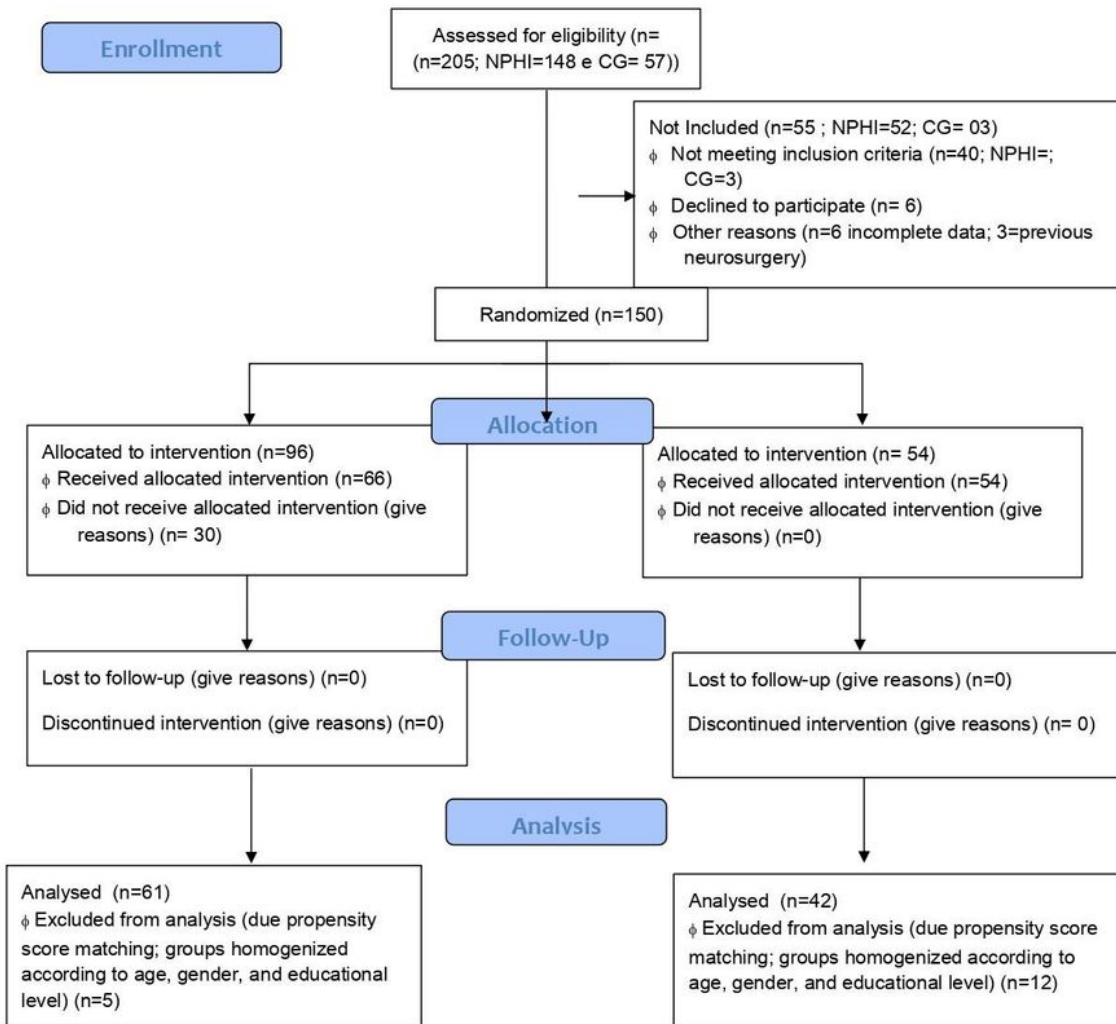 Enrollment
Assessed for eligibility (n=
(n=205; NPHI=148 e CG= 57))
Not Included (n=55 ; NPHI=52; CG= 03)
ϕ Not meeting inclusion criteria (n=40; NPHI=;
CG=3)
ϕ Declined to participate (n= 6)
ϕ Other reasons (n=6 incomplete data; 3=previous
neurosurgery)
Randomized (n=150)
Allocation
Allocated to intervention (n=96)
ϕ Received allocated intervention (n=66)
ϕ Did not receive allocated intervention (give
reasons) (n= 30)
Allocated to intervention (n= 54)
ϕ Received allocated intervention (n=54)
ϕ Did not receive allocated intervention (give
reasons) (n=0)
Follow-Up
Lost to follow-up (give reasons) (n=0)
Discontinued intervention (give reasons) (n=0)
Lost to follow-up (give reasons) (n=0)
Discontinued intervention (give reasons) (n= 0)
Analysis
Analysed (n=61)
ϕ Excluded from analysis (due propensity
score matching; groups homogenized
according to age, gender, and educational
level) (n=5)
Analysed (n=42)
ϕ Excluded from analysis (due propensity score
matching; groups homogenized according to
age, gender, and educational level) (n=12)